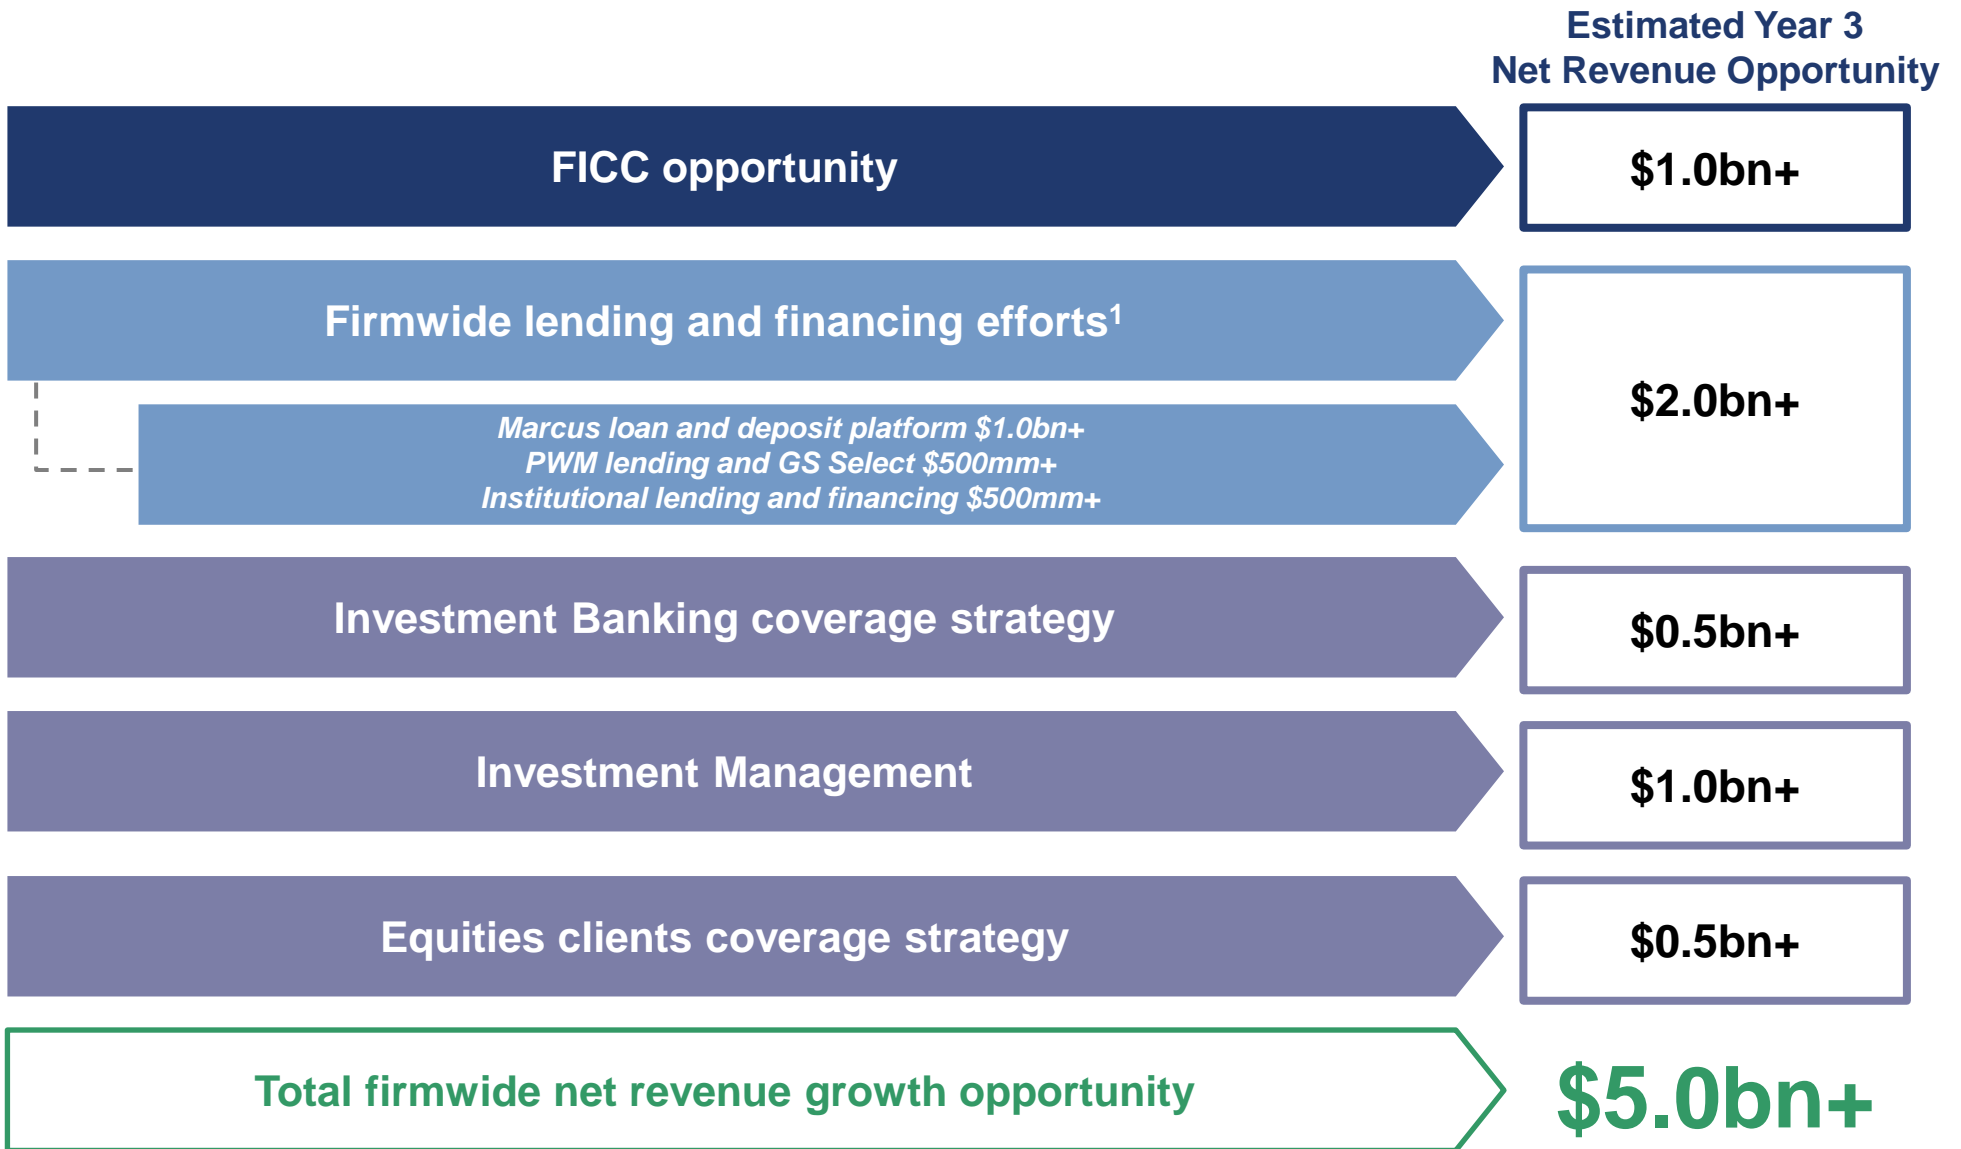 Estimated Year 3
Net Revenue Opportunity
FICC opportunity
$1.0bn+
Firmwide lending and financing efforts¹
$2.0bn+
Marcus loan and deposit platform $1.0bn+
PWM lending and GS Select $500mm+
Institutional lending and financing $500mm+
Investment Banking coverage strategy
$0.5bn+
Investment Management
$1.0bn+
Equities clients coverage strategy
$0.5bn+
Total firmwide net revenue growth opportunity
$5.0bn+